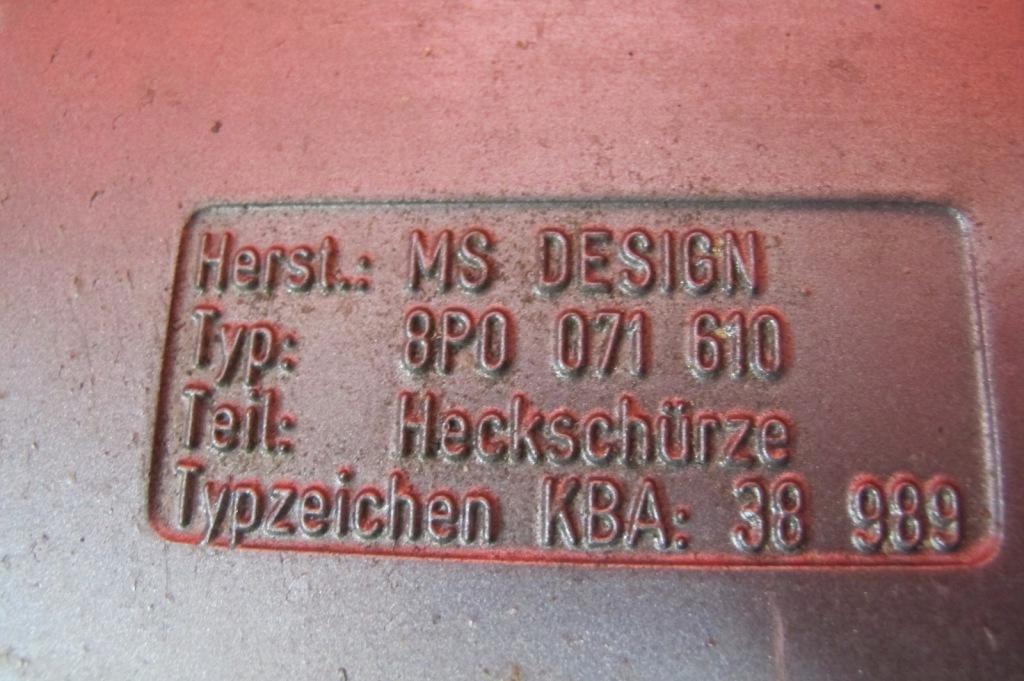 Herst..: MS DESIGN
Typ: 8P0 071 610
Teil: Heckschürze
Typzeichen KBA: 38 989